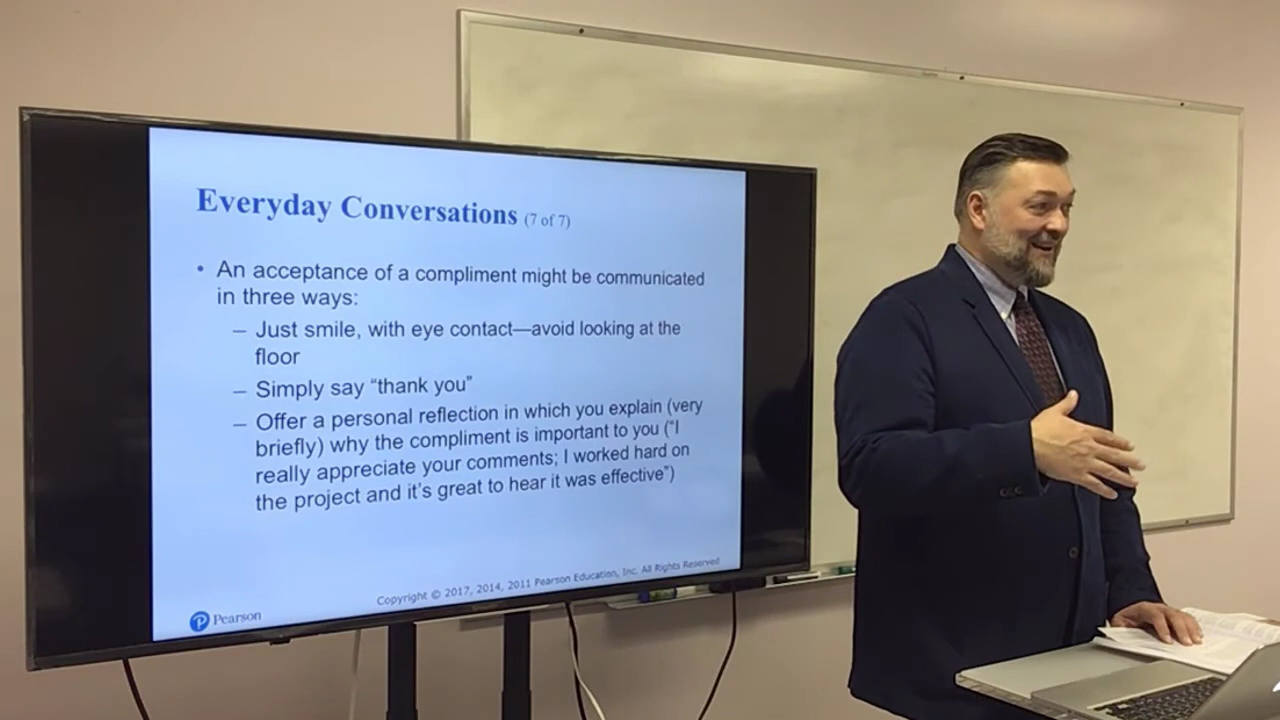 Everyday Conversations (7 of 7)
• An acceptance of a compliment might be communicated
in three ways:
– Just smile, with eye contact—avoid looking at the
floor
– Simply say “thank you”
– Offer a personal reflection in which you explain (very
briefly) why the compliment is important to you (“I
really appreciate your comments; I worked hard on
the project and it’s great to hear it was effective”)
Copyright © 2017, 2014, 2011 Pearson Education, Inc. All Rights Reserved
Pearson